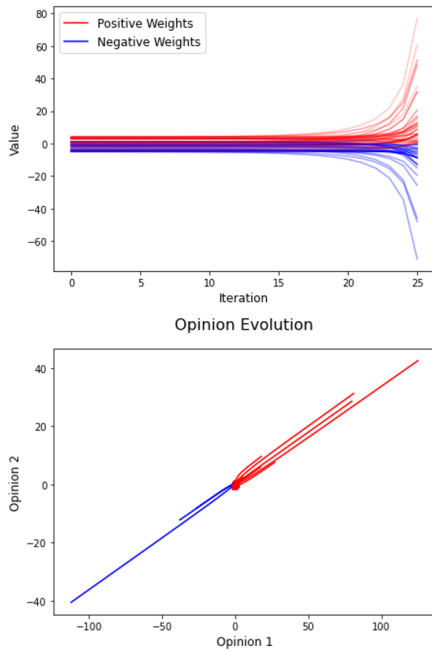 80
60
40
20
0
−20
−40
−60
Value
Positive Weights
Negative Weights
0 5 10 15 20 25
Iteration
Opinion Evolution
40
20
0
−20
−40
Opinion 2
−100 −50 0 50 100
Opinion 1